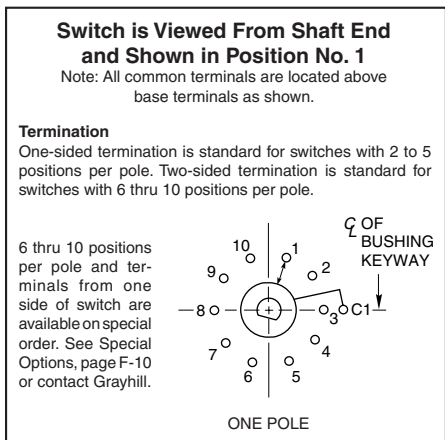 Switch is Viewed From Shaft End
and Shown in Position No. 1
Note: All common terminals are located above
base terminals as shown.
Termination
One-sided termination is standard for switches with 2 to 5
positions per pole. Two-sided termination is standard for
switches with 6 thru 10 positions per pole.
6 thru 10 positions
per pole and ter-
minals from one
side of switch are
available on special
order. See Special
Options, page F-10
or contact Grayhill.
℄ OF
BUSHING
KEYWAY
10
1
9
2
8
3
C1
7
4
6
5
ONE POLE